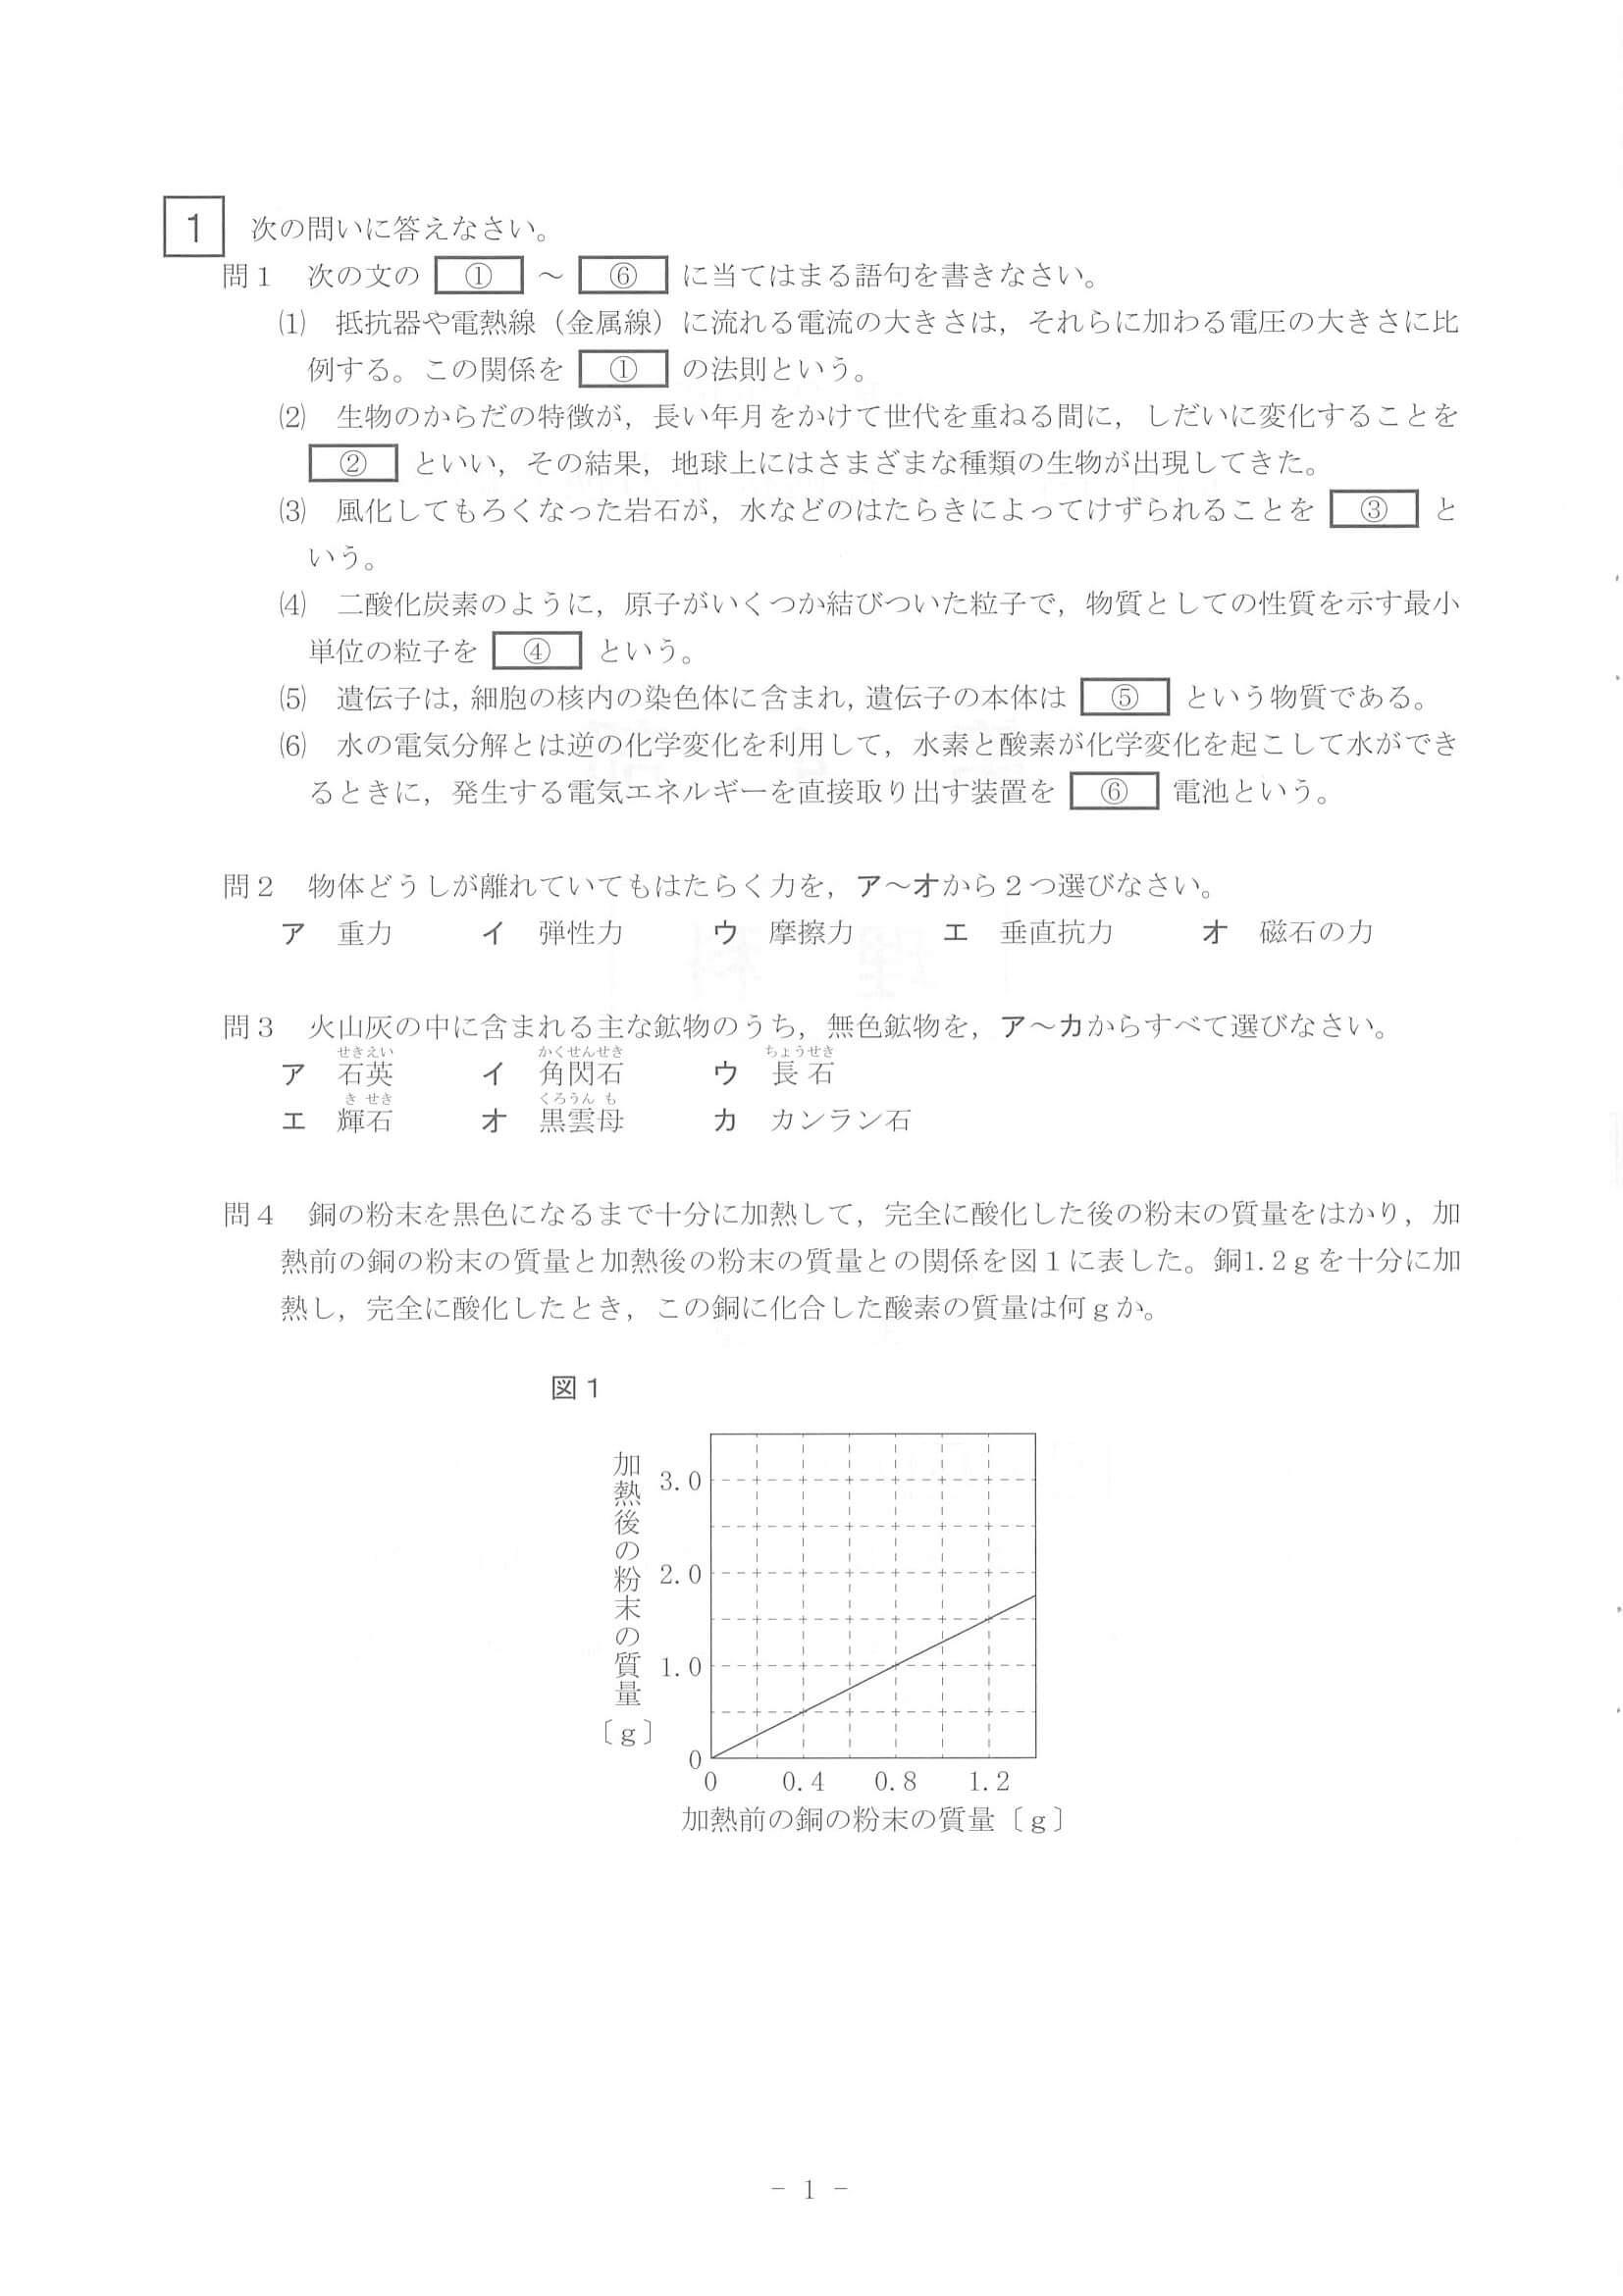 1 次の問いに答えなさい。
問1 次の文の ① ～ ⑥ に当てはまる語句を書きなさい。
⑴ 抵抗器や電熱線（金属線）に流れる電流の大きさは，それらに加わる電圧の大きさに比
例する。この関係を ① の法則という。
⑵ 生物のからだの特徴が，長い年月をかけて世代を重ねる間に，しだいに変化することを
② といい，その結果，地球上にはさまざまな種類の生物が出現してきた。
⑶ 風化してもろくなった岩石が，水などのはたらきによってけずられることを ③ と
いう。
⑷ 二酸化炭素のように，原子がいくつか結びついた粒子で，物質としての性質を示す最小
単位の粒子を ④ という。
⑸ 遺伝子は，細胞の核内の染色体に含まれ，遺伝子の本体は ⑤ という物質である。
⑹ 水の電気分解とは逆の化学変化を利用して，水素と酸素が化学変化を起こして水ができ
るときに，発生する電気エネルギーを直接取り出す装置を ⑥ 電池という。
問2 物体どうしが離れていてもはたらく力を，ア～オから2つ選びなさい。
ア 重力 イ 弾性力 ウ 摩擦力 エ 垂直抗力 オ 磁石の力
問3 火山灰の中に含まれる主な鉱物のうち，無色鉱物を，ア～カからすべて選びなさい。
せきえい かくせんせき ちょうせき
ア 石英 イ 角閃石 ウ 長石
きせき くろうんも
エ 輝石 オ 黒雲母 カ カンラン石
問4 銅の粉末を黒色になるまで十分に加熱して，完全に酸化した後の粉末の質量をはかり，加
熱前の銅の粉末の質量と加熱後の粉末の質量との関係を図1に表した。銅1.2gを十分に加
熱し，完全に酸化したとき，この銅に化合した酸素の質量は何gか。
図1
加熱後の粉末の質量〔g〕
3.0
2.0
1.0
0
0 0.4 0.8 1.2
加熱前の銅の粉末の質量〔g〕
- 1 -